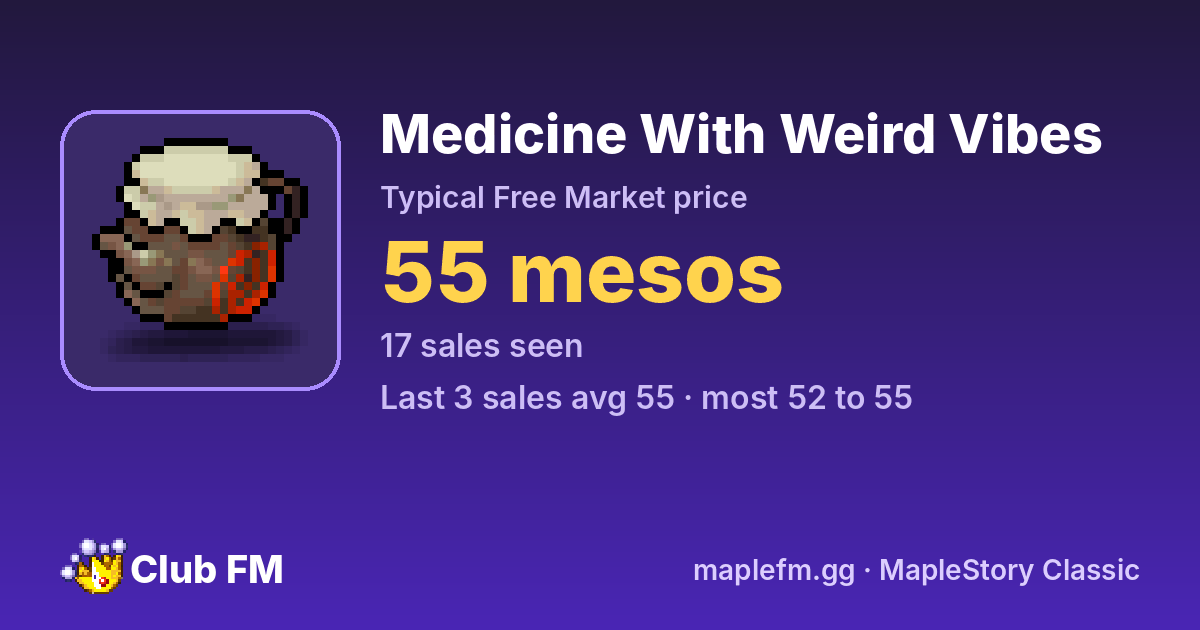 Medicine With Weird Vibes
Typical Free Market price
55 mesos
17 sales seen
Last 3 sales avg 55 · most 52 to 55
Club FM
maplefm.gg · MapleStory Classic